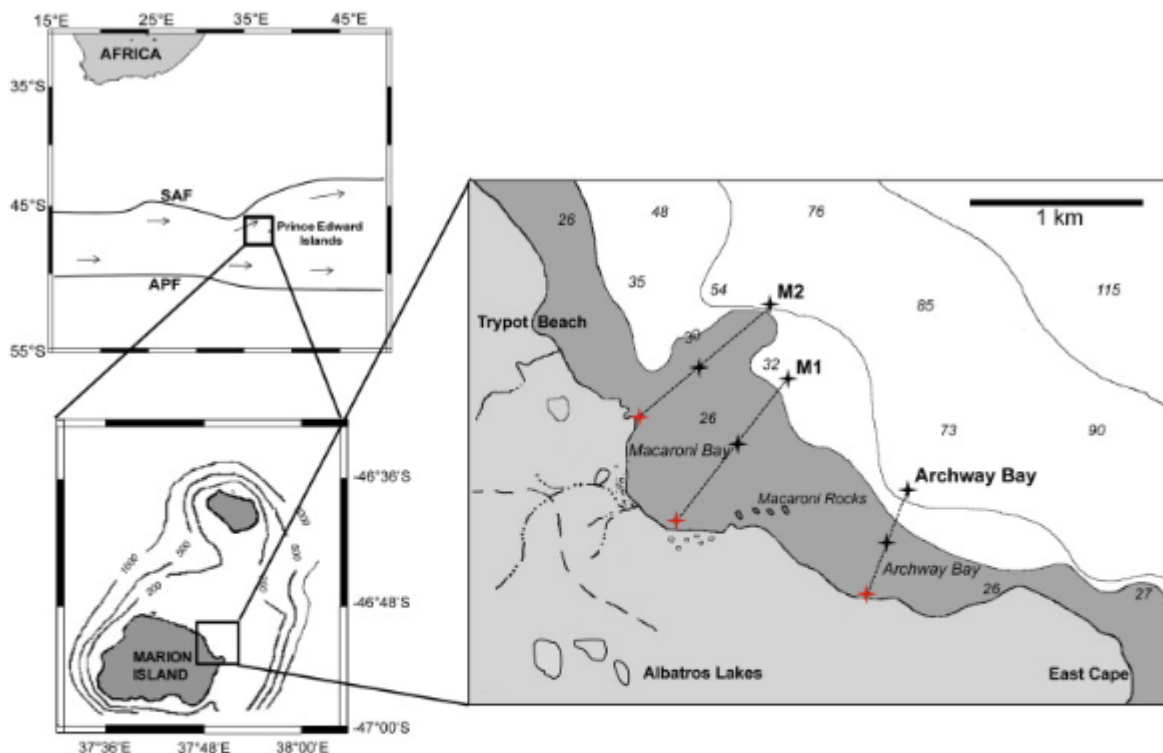 15°E 25°E 35°E 45°E
AFRICA
35°S
SAF
45°S
Prince Edward
Islands
APF
55°S
-46°36'S
200
500
1000
500
200
-46°48'S
MARION
ISLAND
-47°00'S
37°36'E 37°48'E 38°00'E
26
48
76
1 km
35
54
M2
85
115
Trypot Beach
30
32
M1
26
Macaroni Bay
73
90
Archway Bay
Macaroni Rocks
Archway Bay
26
27
Albatros Lakes
East Cape